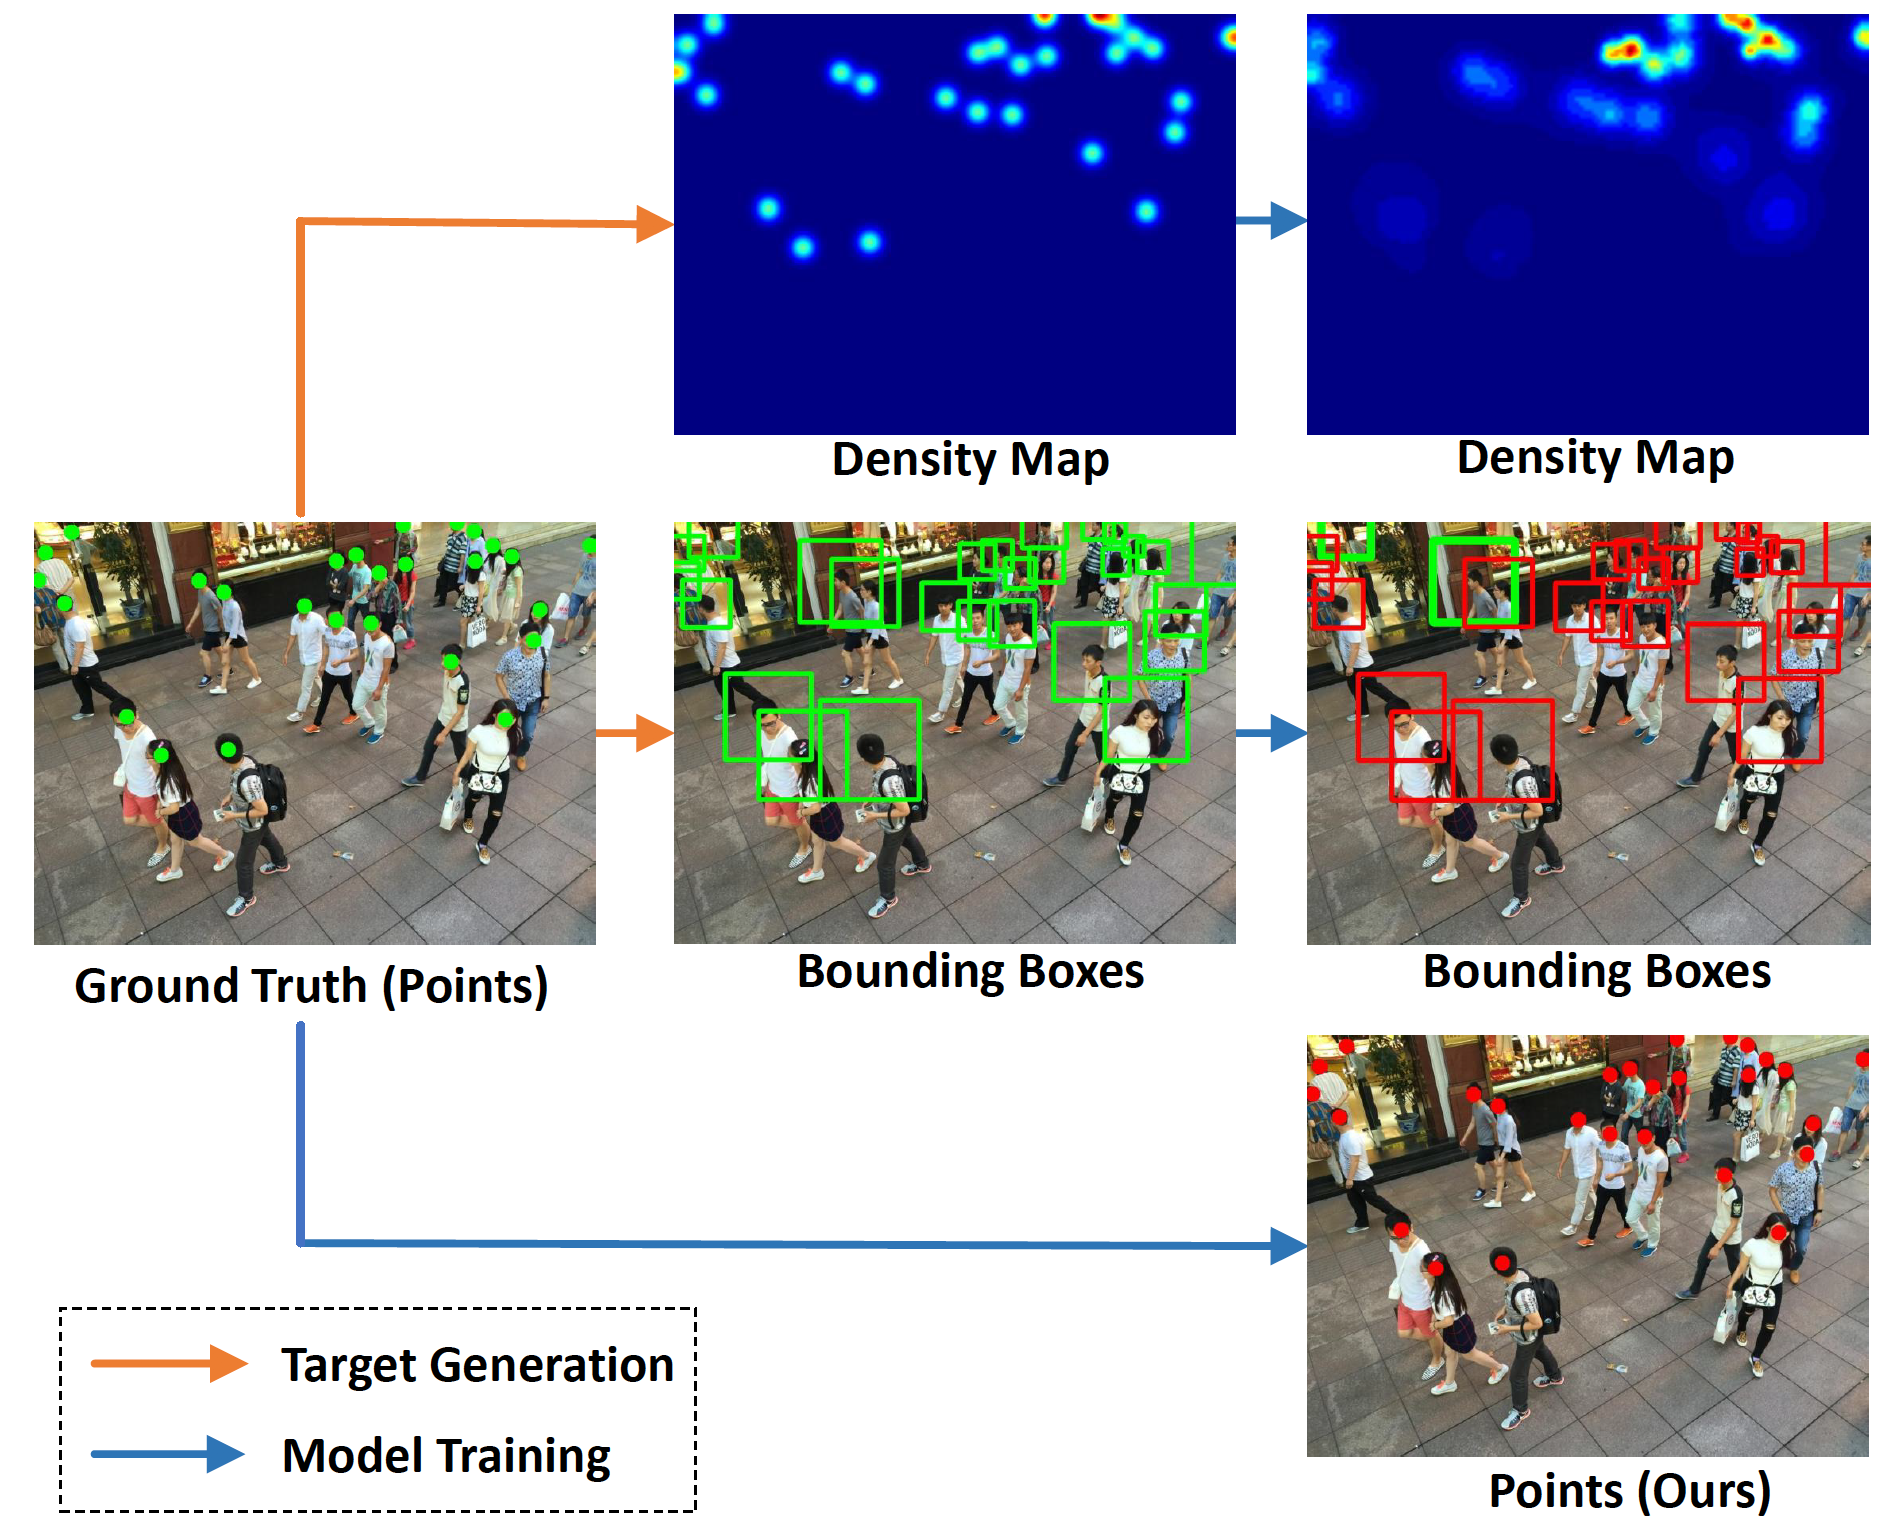 Density Map
Density Map
Ground Truth (Points)
Bounding Boxes
Bounding Boxes
Target Generation
Model Training
Points (Ours)